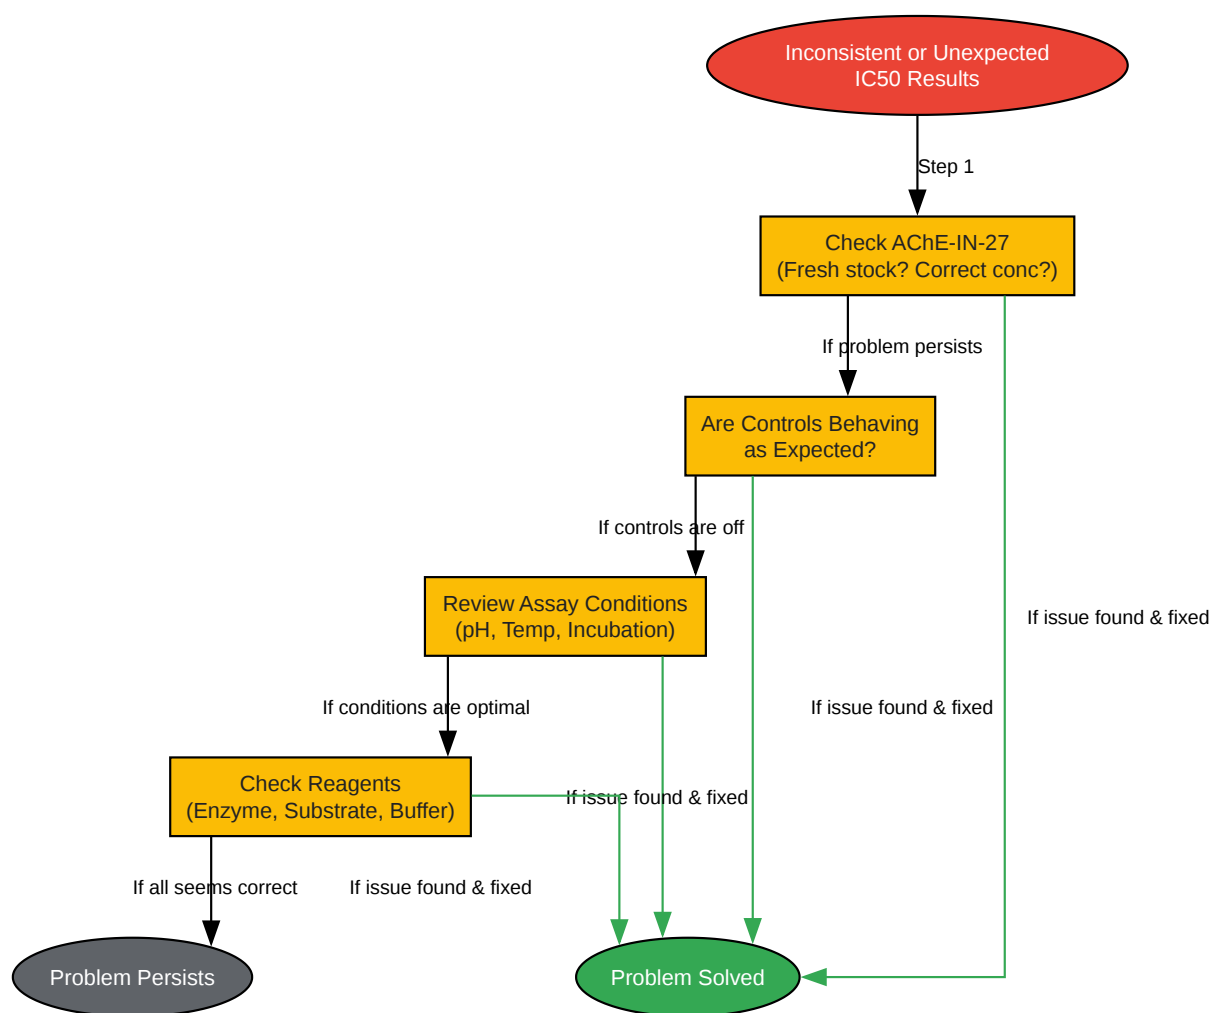 Inconsistent or Unexpected
IC50 Results
Step 1
Check AChE-IN-27
(Fresh stock? Correct conc?)
If problem persists
Are Controls Behaving
as Expected?
If controls are off
Review Assay Conditions
(pH, Temp, Incubation)
If issue found & fixed
If conditions are optimal
If issue found & fixed
Check Reagents
(Enzyme, Substrate, Buffer)
If issue found & fixed
If all seems correct
If issue found & fixed
Problem Persists
Problem Solved